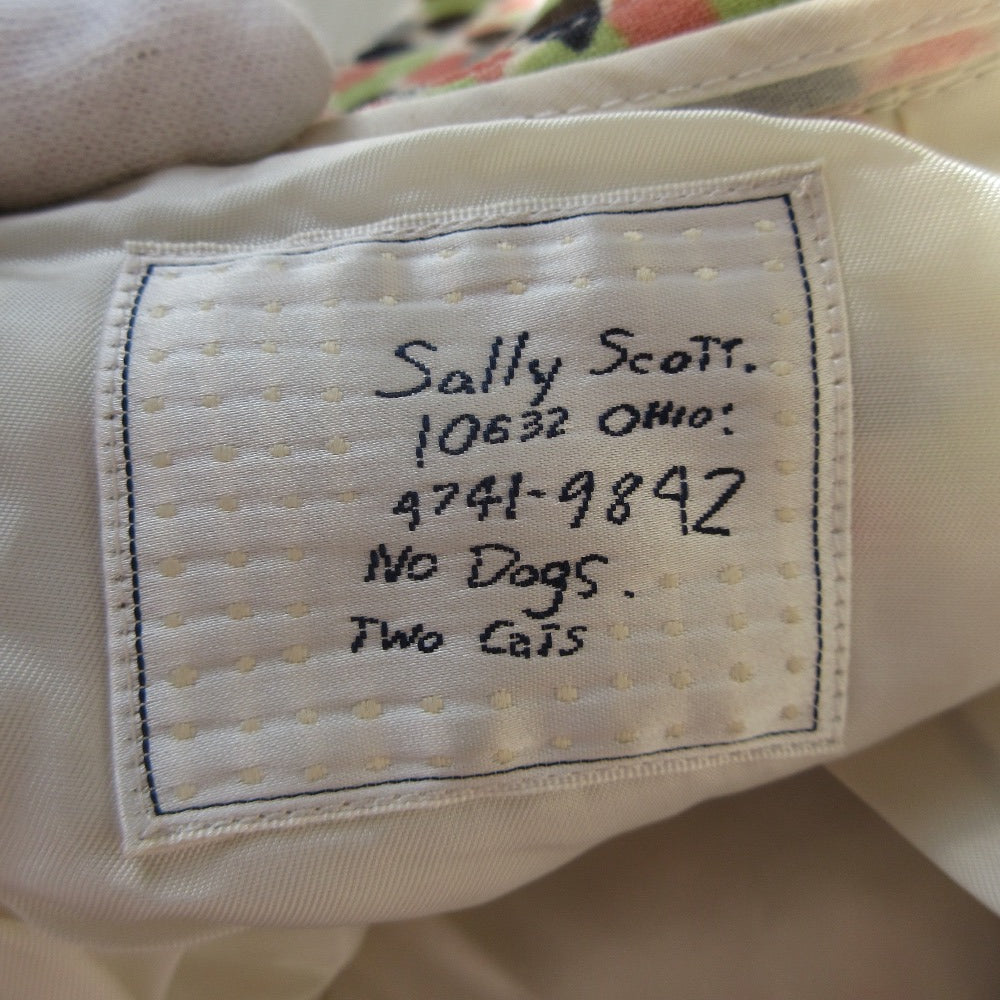 Sally Scott.
10632 Ohio:
4741-9842
No Dogs.
Two Cats